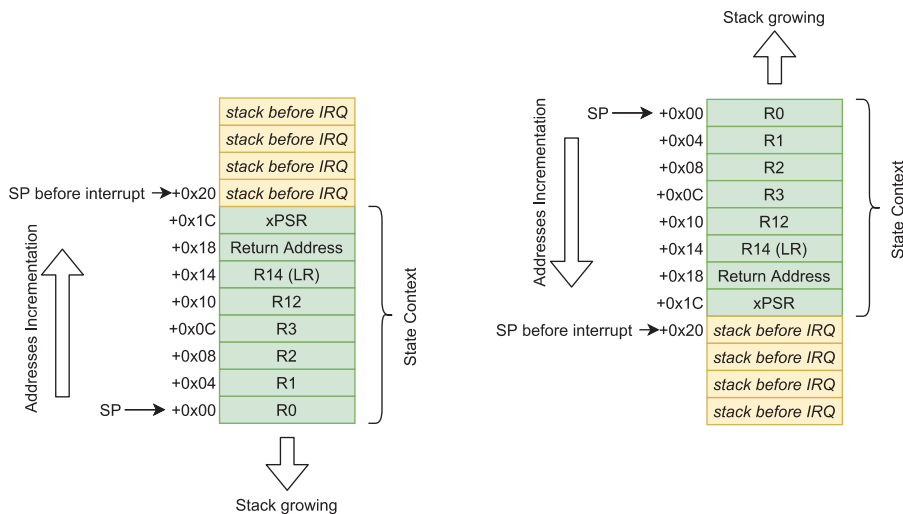 stack before IRQ
stack before IRQ
stack before IRQ
SP before interrupt +0x20 stack before IRQ
+0x1C xPSR
+0x18 Return Address
+0x14 R14 (LR)
+0x10 R12
+0x0C R3
+0x08 R2
+0x04 R1
SP +0x00 R0
Addresses Incrementation
State Context
Stack growing
Stack growing
SP +0x00 R0
+0x04 R1
+0x08 R2
+0x0C R3
+0x10 R12
+0x14 R14 (LR)
+0x18 Return Address
+0x1C xPSR
SP before interrupt +0x20 stack before IRQ
stack before IRQ
stack before IRQ
stack before IRQ
Addresses Incrementation
State Context